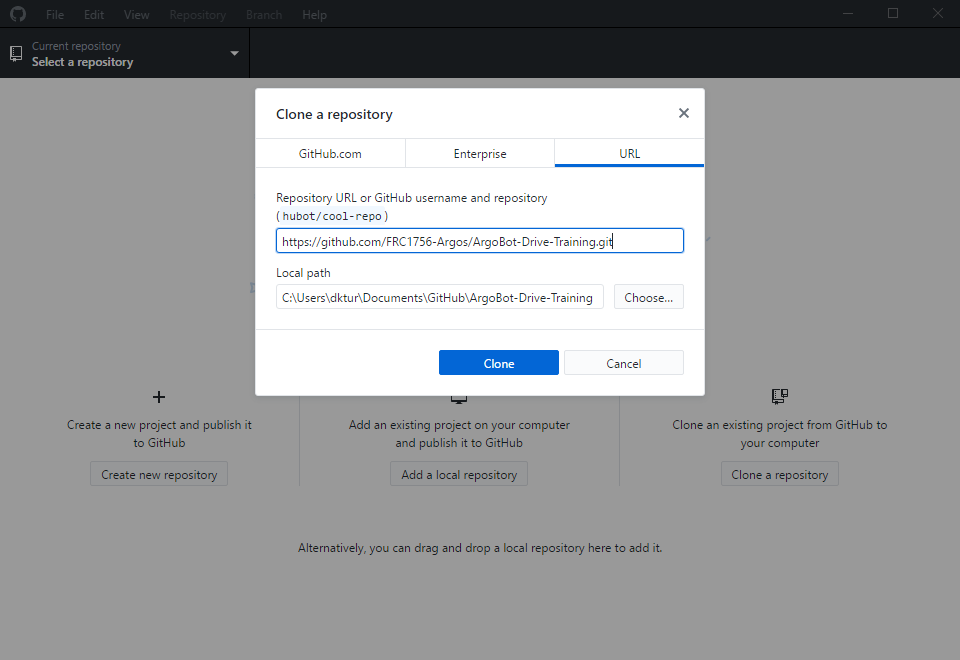 File Edit View Repository Branch Help
Current repository
Select a repository
Clone a repository
GitHub.com Enterprise URL
Repository URL or GitHub username and repository
(hubot/cool-repo)
https://github.com/FRC1756-Argos/ArgoBot-Drive-Training.git
Local path
C:\Users\dktur\Documents\GitHub\ArgoBot-Drive-Training Choose...
Clone Cancel
Create a new project and publish it
to GitHub
Create new repository
Add an existing project on your computer
and publish it to GitHub
Add a local repository
Clone an existing project from GitHub to
your computer
Clone a repository
Alternatively, you can drag and drop a local repository here to add it.